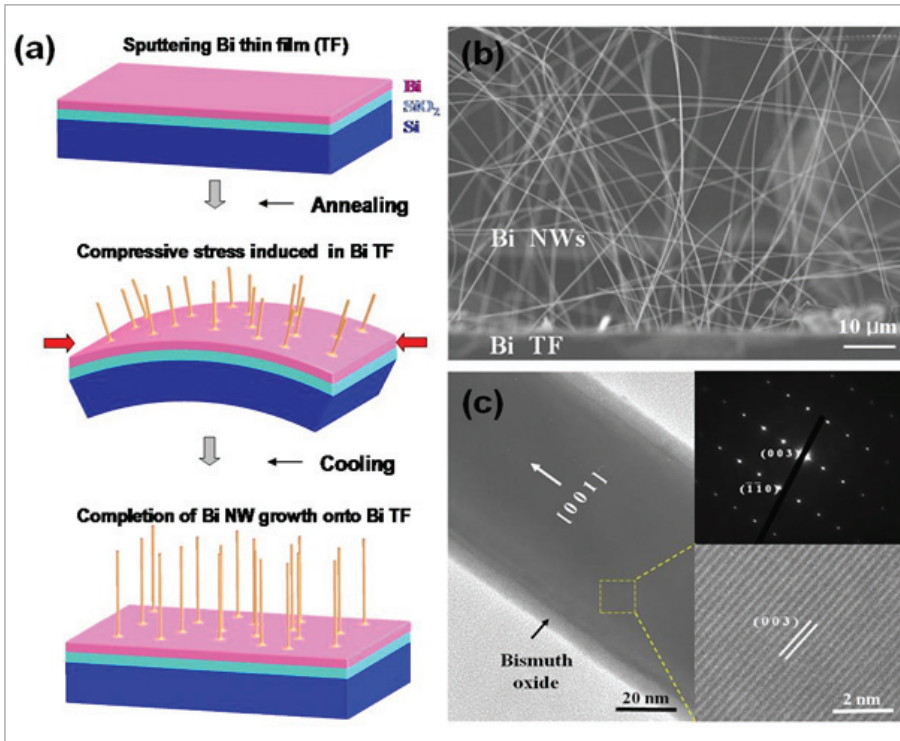 (a)
Sputtering Bi thin film (TF)
Bi
SiO₂
Si
Annealing
Compressive stress induced in Bi TF
Cooling
Completion of Bi NW growth onto Bi TF
(b)
Bi NWs
Bi TF
10 μm
(c)
[001]
Bismuth
oxide
20 nm
(003)
(1̅1̅0)
(003)
2 nm